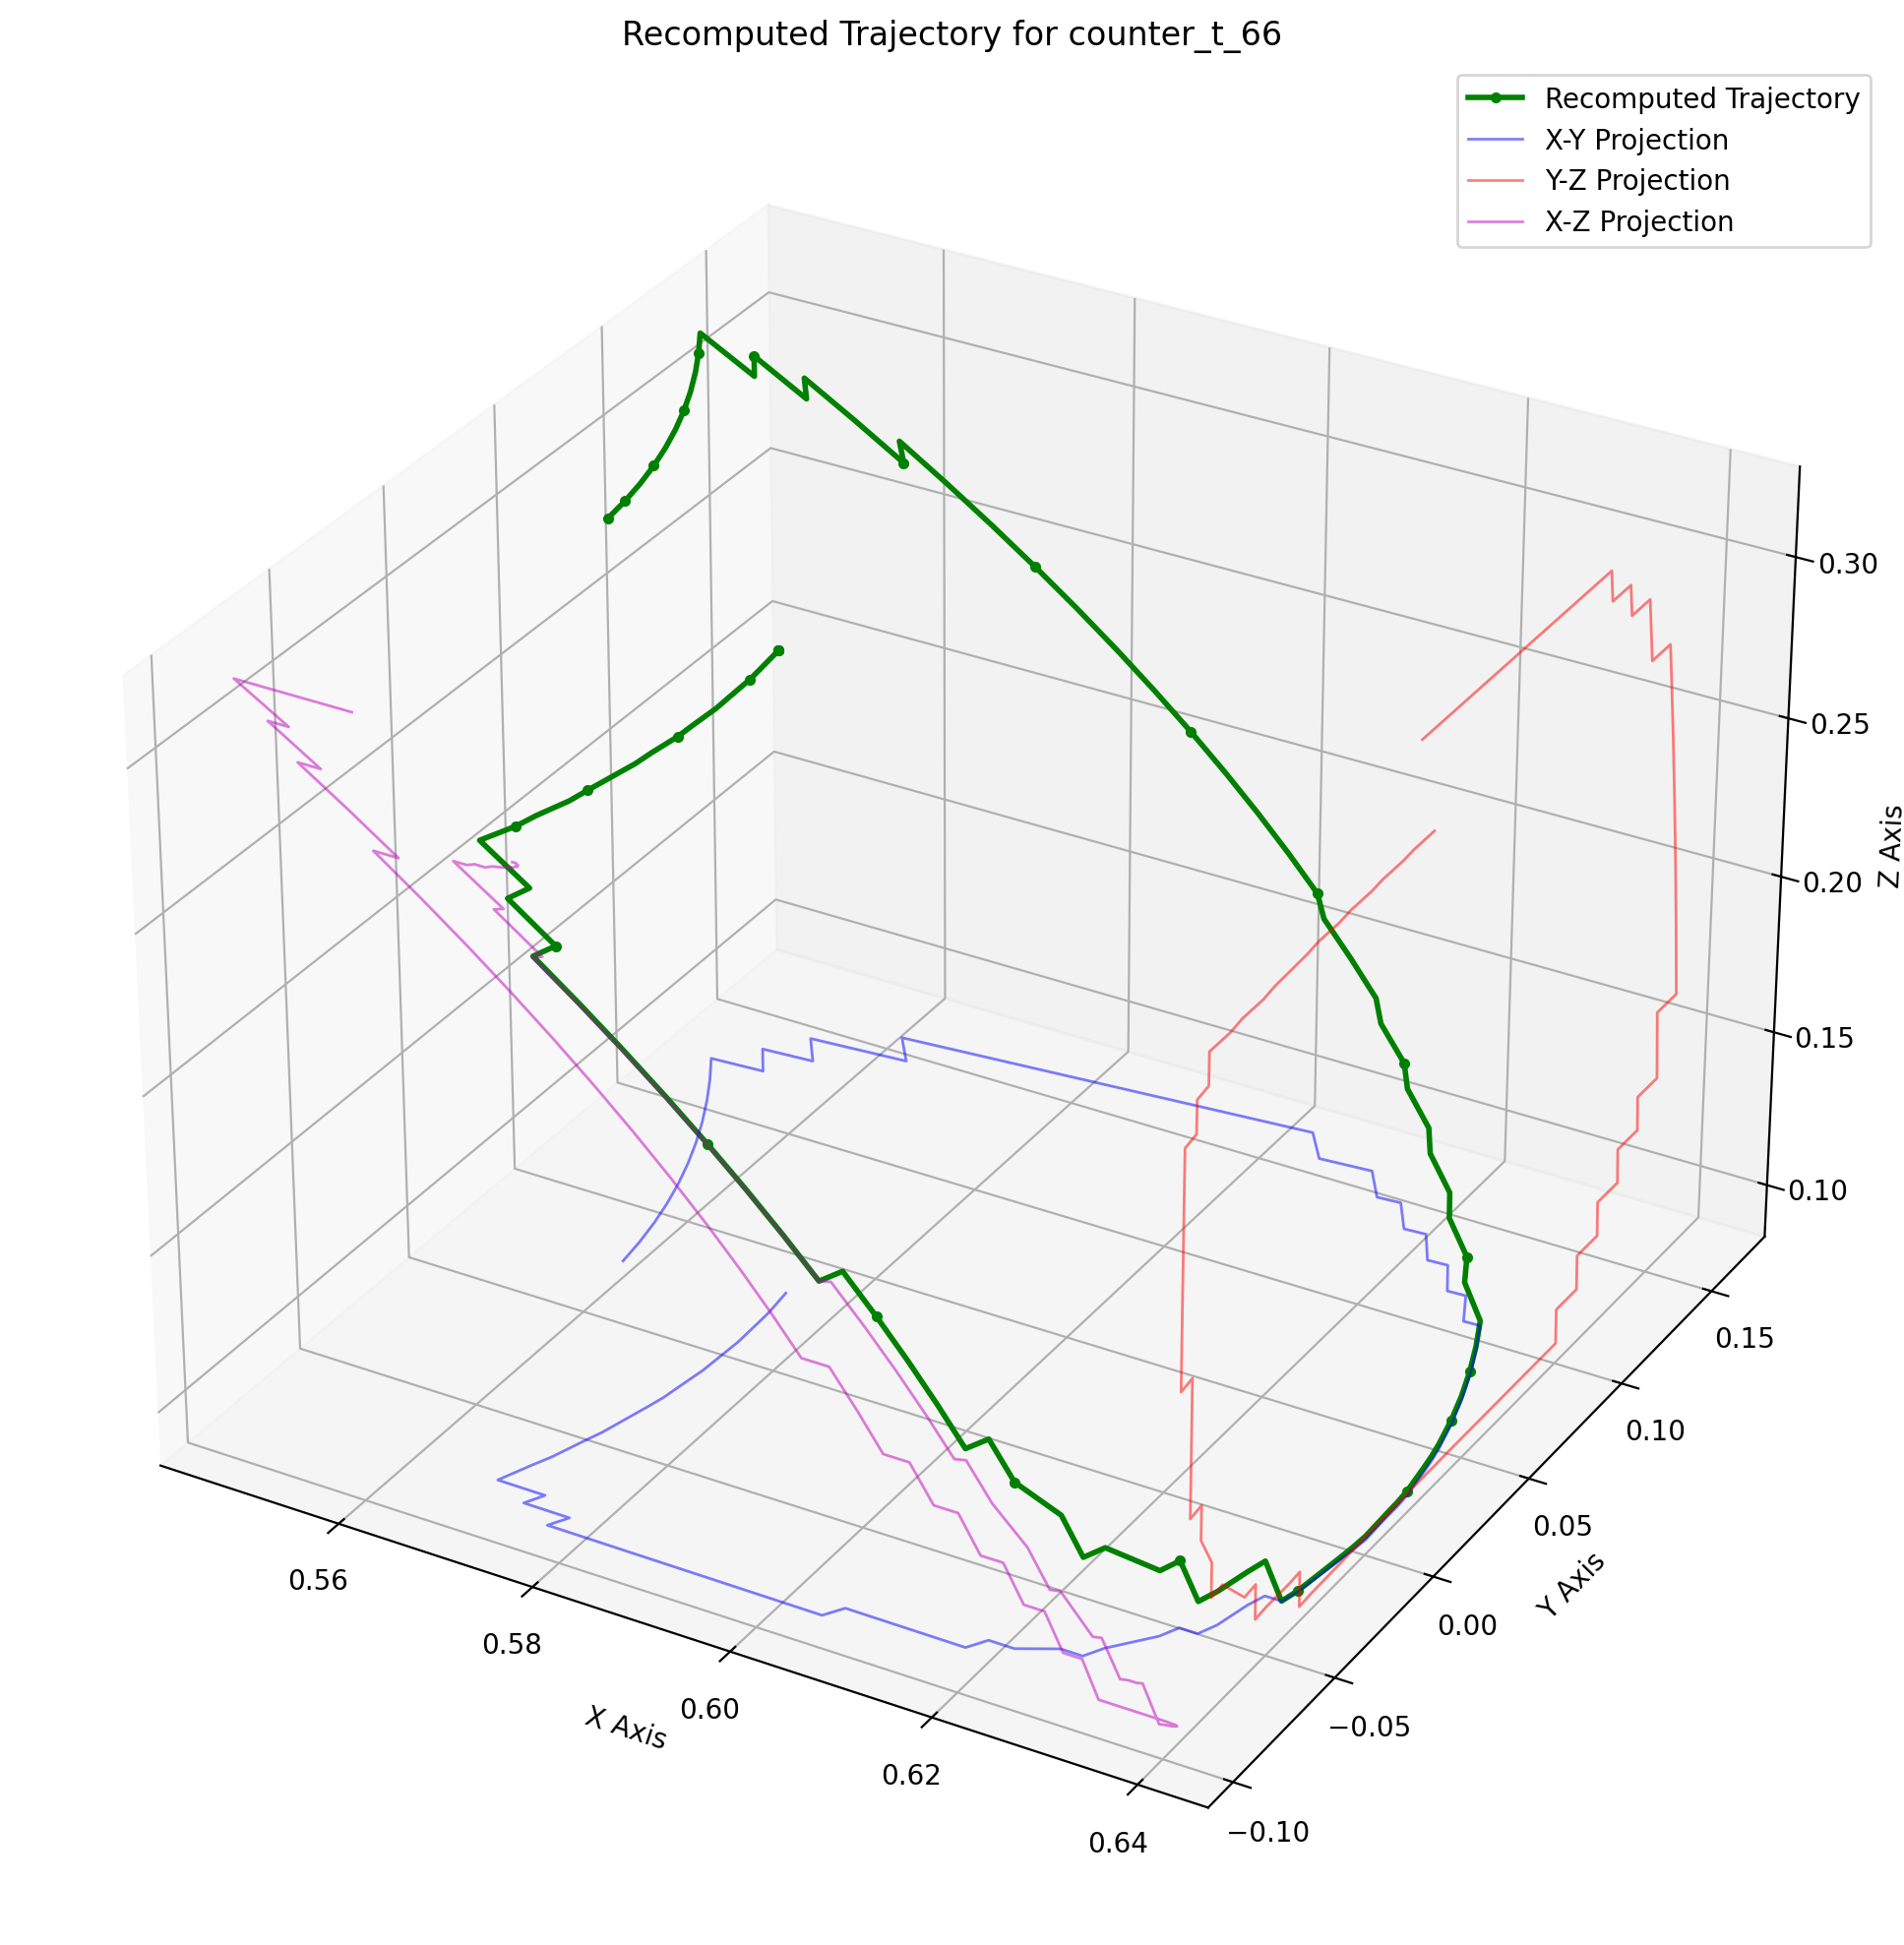 Recomputed Trajectory for counter_t_66
Recomputed Trajectory
X-Y Projection
Y-Z Projection
X-Z Projection
0.30
0.25
0.20
0.15
0.10
Z Axis
0.15
0.10
0.05
0.00
−0.05
−0.10
Y Axis
0.56
0.58
0.60
0.62
0.64
X Axis